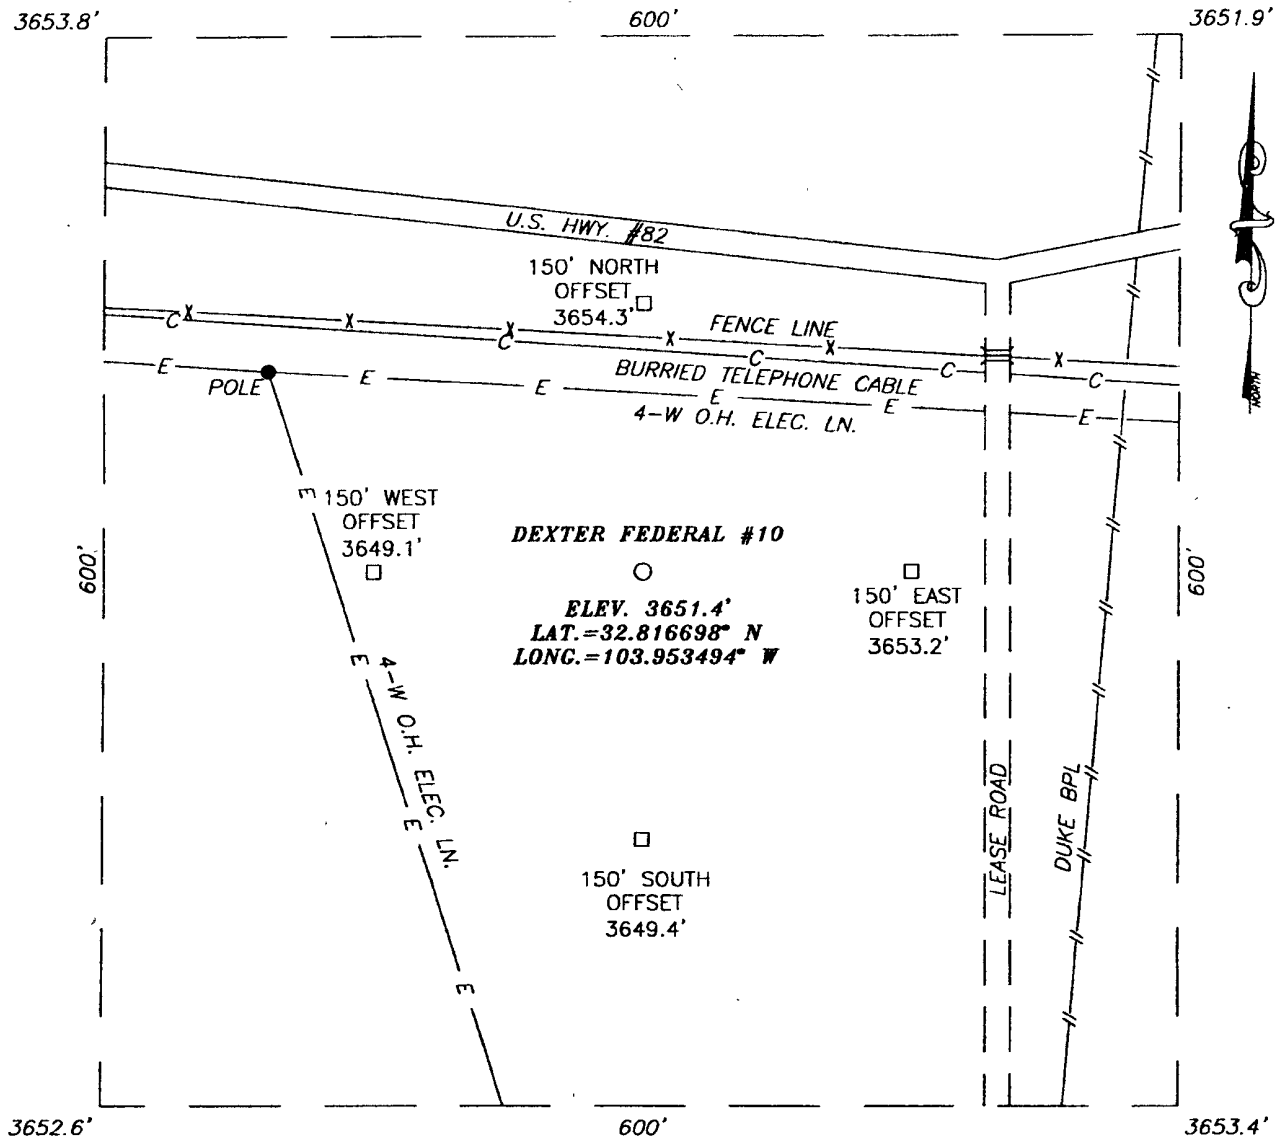 3653.8'
600'
3651.9'
U.S. HWY. #82
150' NORTH
OFFSET
3654.3'
NORTH
X
X
X
X
X
X
FENCE LINE
C
C
C
C
C
BURRIED TELEPHONE CABLE
E
E
E
E
E
E
POLE
4-W O.H. ELEC. LN.
E
150' WEST
OFFSET
3649.1'
DEXTER FEDERAL #10
600'
600'
ELEV. 3651.4'
LAT.=32.816698° N
LONG.=103.953494° W
150' EAST
OFFSET
3653.2'
E
4-W O.H. ELEC. LN.
E
LEASE ROAD
DUKE BPL
150' SOUTH
OFFSET
3649.4'
E
3652.6'
600'
3653.4'